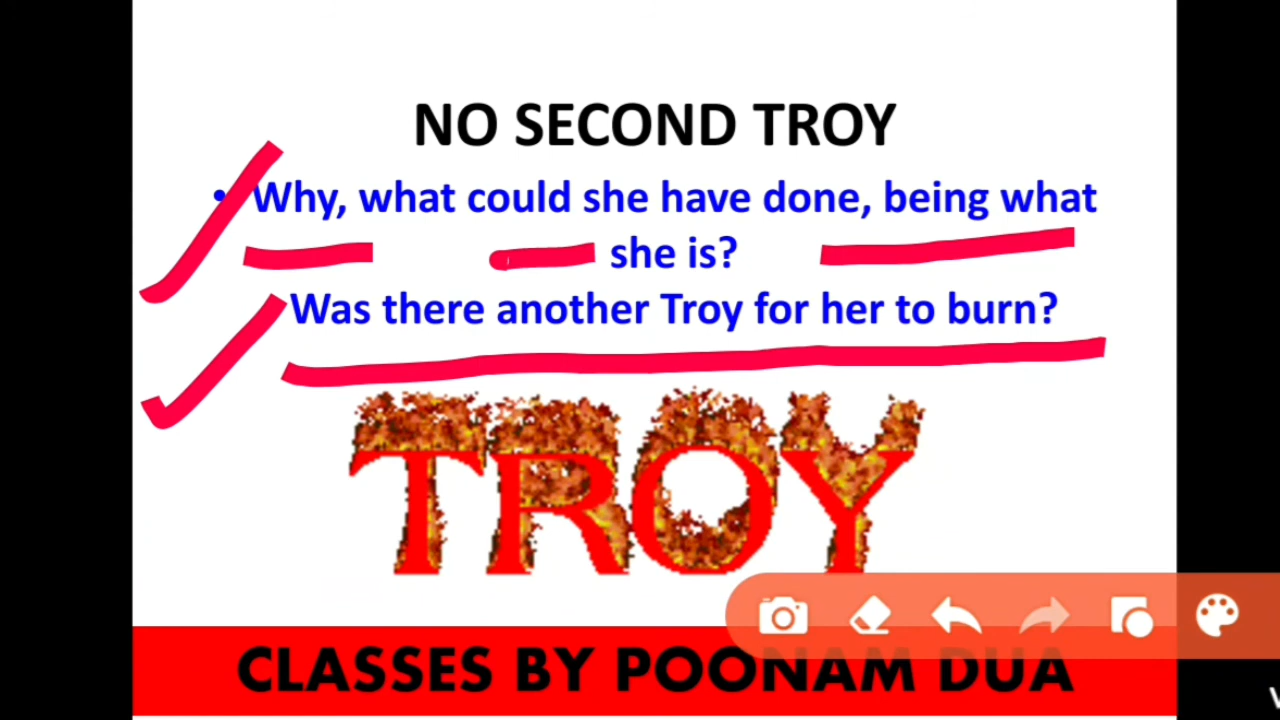 NO SECOND TROY
• Why, what could she have done, being what
she is?
Was there another Troy for her to burn?
TROY
CLASSES BY POONAM DUA